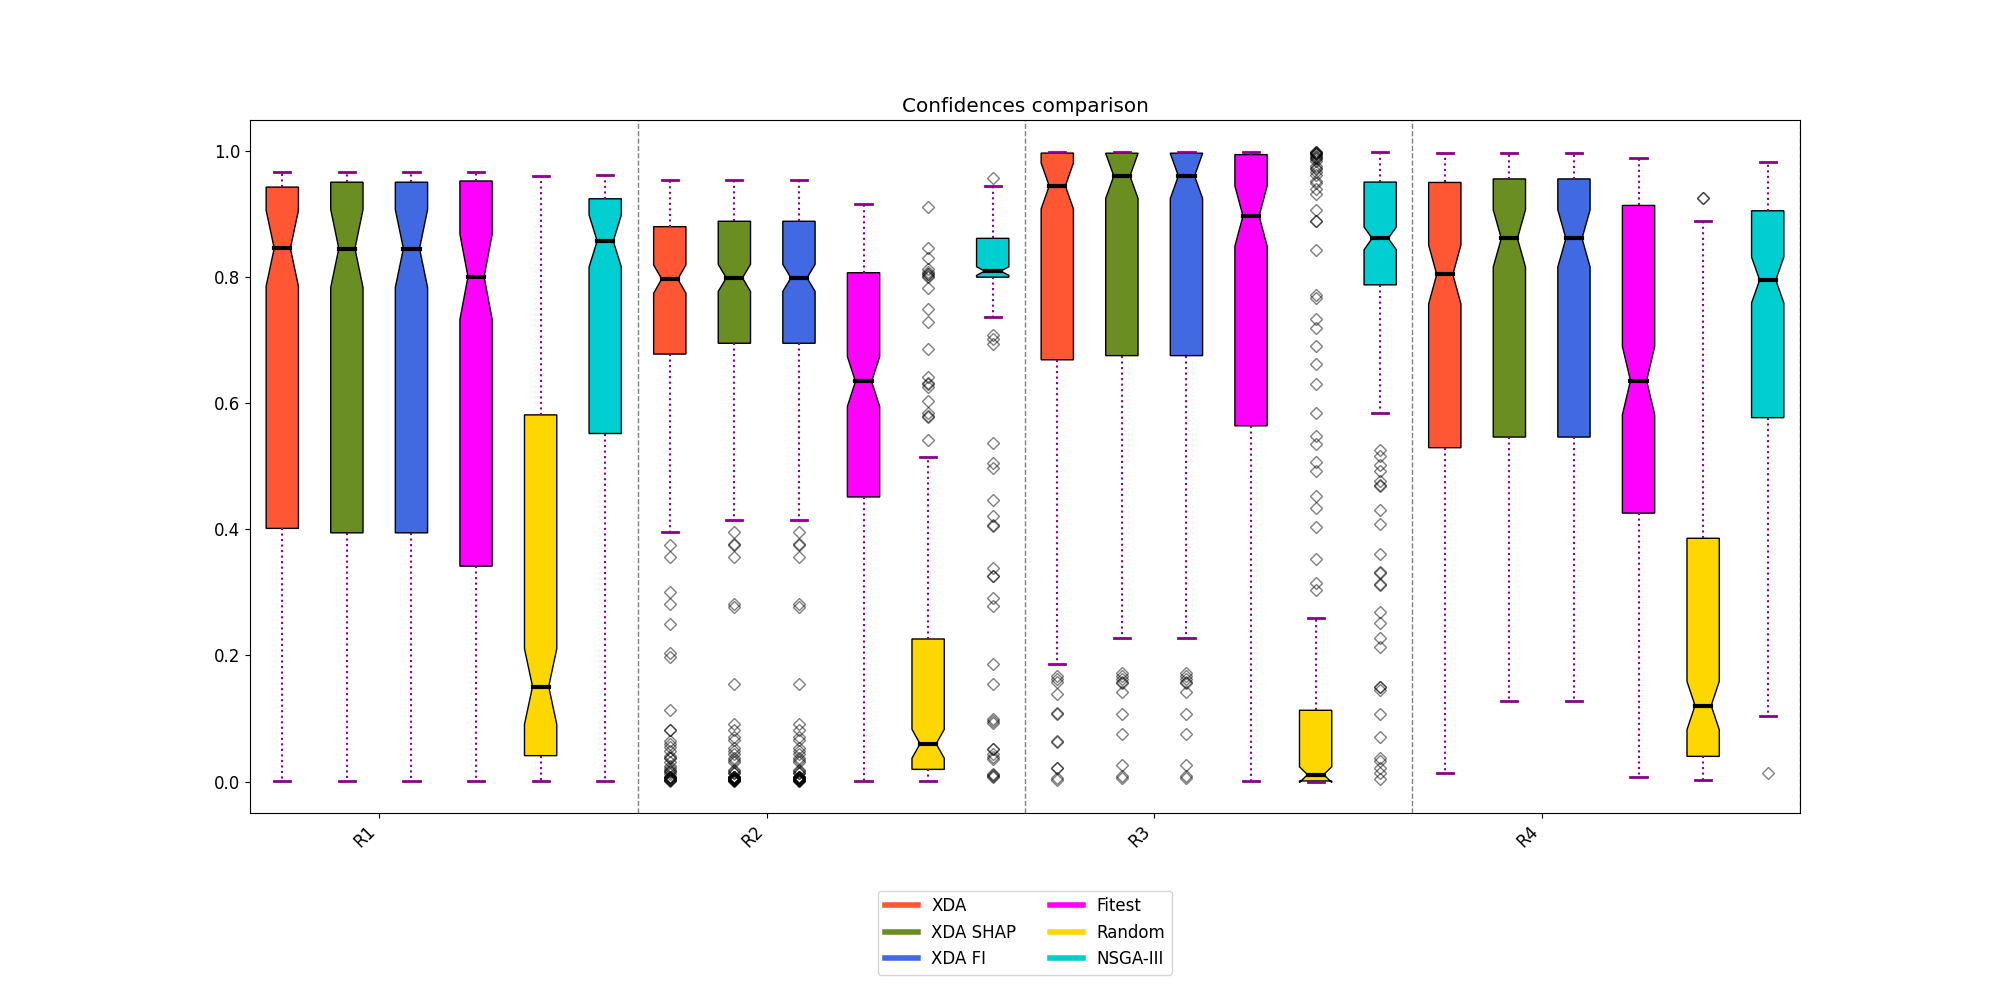 Confidences comparison
1.0
0.8
0.6
0.4
0.2
0.0
R1
R2
R3
R4
XDA
XDA SHAP
XDA FI
Fitest
Random
NSGA-III